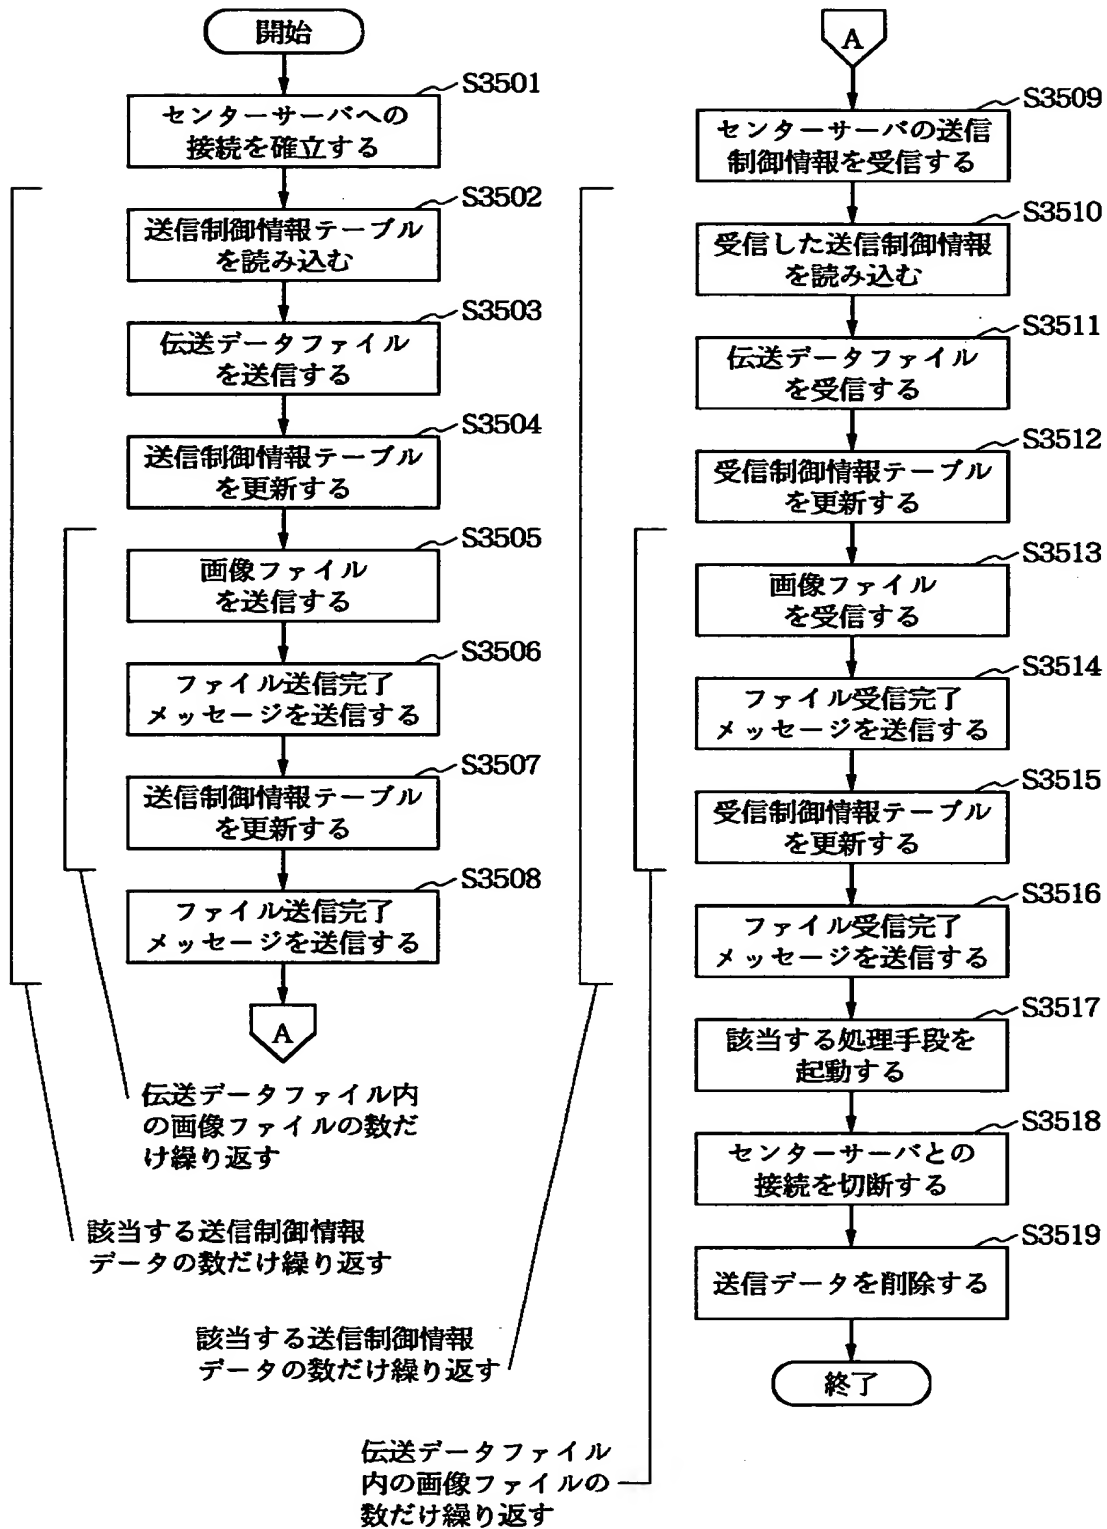 開始
S3501
センターサーバへの
接続を確立する
S3502
送信制御情報テーブル
を読み込む
S3503
伝送データファイル
を送信する
S3504
送信制御情報テーブル
を更新する
S3505
画像ファイル
を送信する
S3506
ファイル送信完了
メッセージを送信する
S3507
送信制御情報テーブル
を更新する
S3508
ファイル送信完了
メッセージを送信する
A
伝送データファイル内
の画像ファイルの数だ
け繰り返す
該当する送信制御情報
データの数だけ繰り返す
A
S3509
センターサーバの送信
制御情報を受信する
S3510
受信した送信制御情報
を読み込む
S3511
伝送データファイル
を受信する
S3512
受信制御情報テーブル
を更新する
S3513
画像ファイル
を受信する
S3514
ファイル受信完了
メッセージを送信する
S3515
受信制御情報テーブル
を更新する
S3516
ファイル受信完了
メッセージを送信する
S3517
該当する処理手段を
起動する
S3518
センターサーバとの
接続を切断する
S3519
送信データを削除する
終了
該当する送信制御情報
データの数だけ繰り返す
伝送データファイル
内の画像ファイルの
数だけ繰り返す